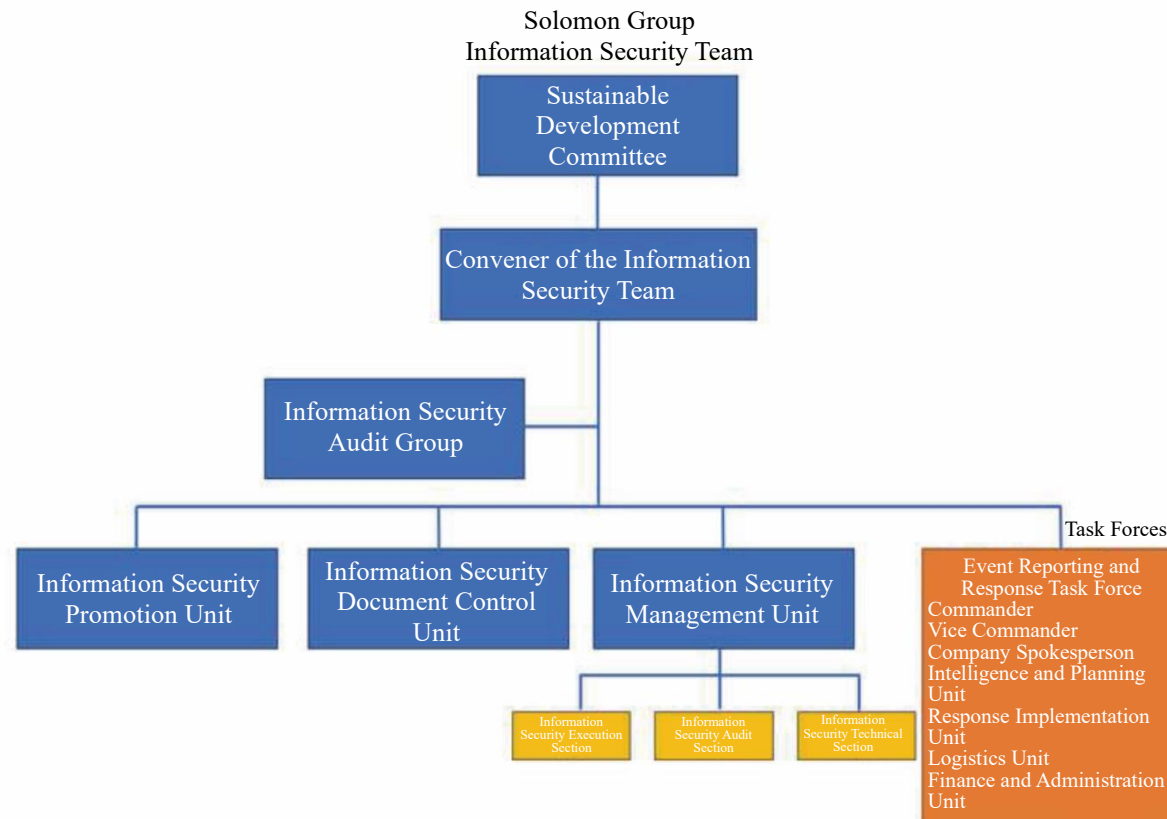 Solomon Group
Information Security Team
Sustainable
Development
Committee
Convener of the Information
Security Team
Information Security
Audit Group
Task Forces
Information Security
Promotion Unit
Information Security
Document Control
Unit
Information Security
Management Unit
Event Reporting and
Response Task Force
Commander
Vice Commander
Company Spokesperson
Intelligence and Planning
Unit
Response Implementation
Unit
Logistics Unit
Finance and Administration
Unit
Information
Security Execution
Section
Information
Security Audit
Section
Information
Security Technical
Section